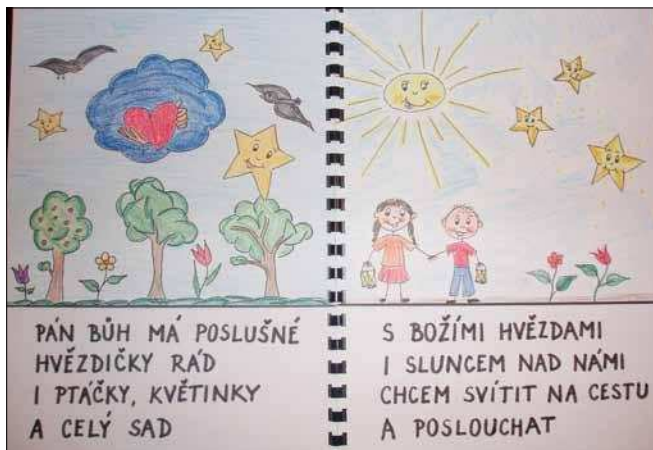 PÁN BŮH MÁ POSLUŠNÉ
HVĚZDIČKY RÁD
I PTÁČKY, KVĚTINKY
A CELÝ SAD
S BOŽÍMI HVĚZDAMI
I SLUNCEM NAD NÁMI
CHCEM SVÍTIT NA CESTU
A POSLOUCHAT